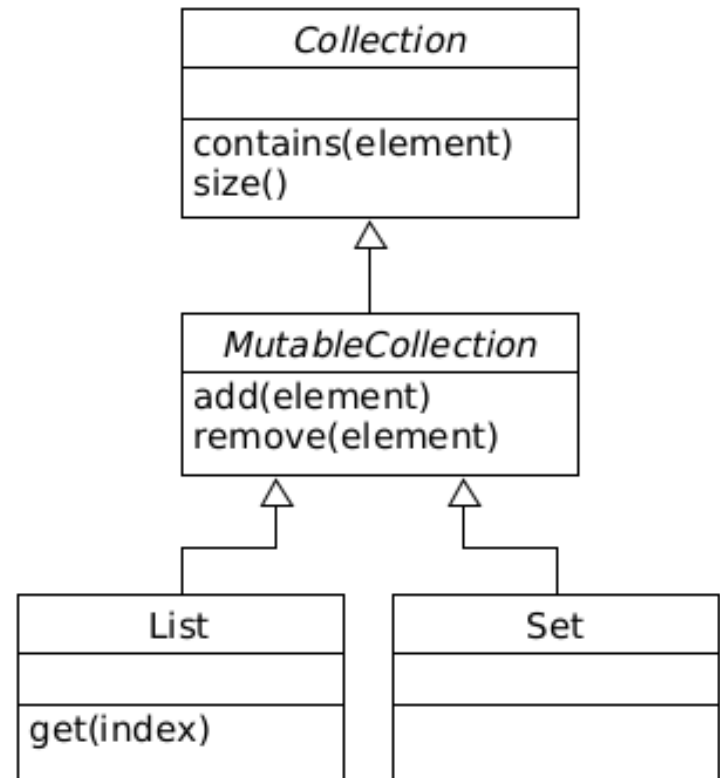 Collection
contains(element)
size()
MutableCollection
add(element)
remove(element)
List
Set
get(index)